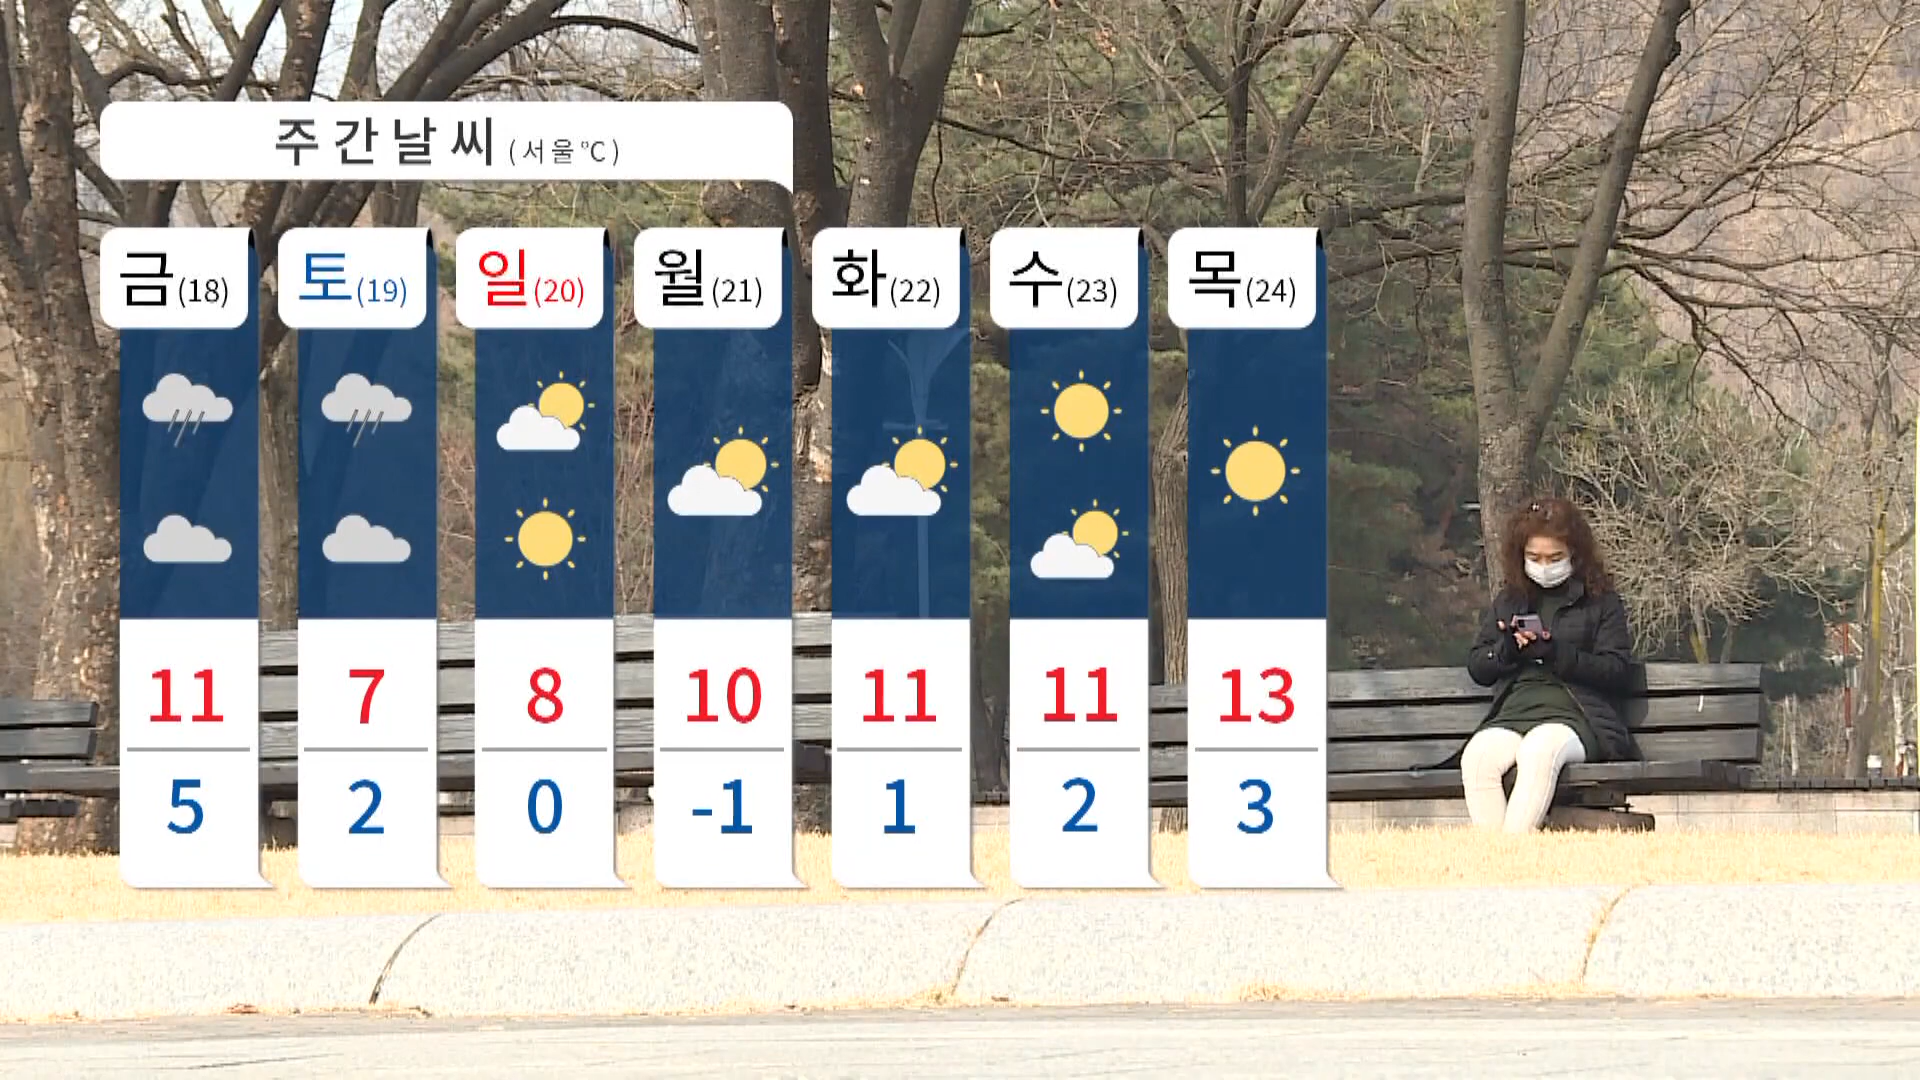 주간날씨 (서울℃)
금(18) 토(19) 일(20) 월(21) 화(22) 수(23) 목(24)
11 7 8 10 11 11 13
5 2 0 -1 1 2 3